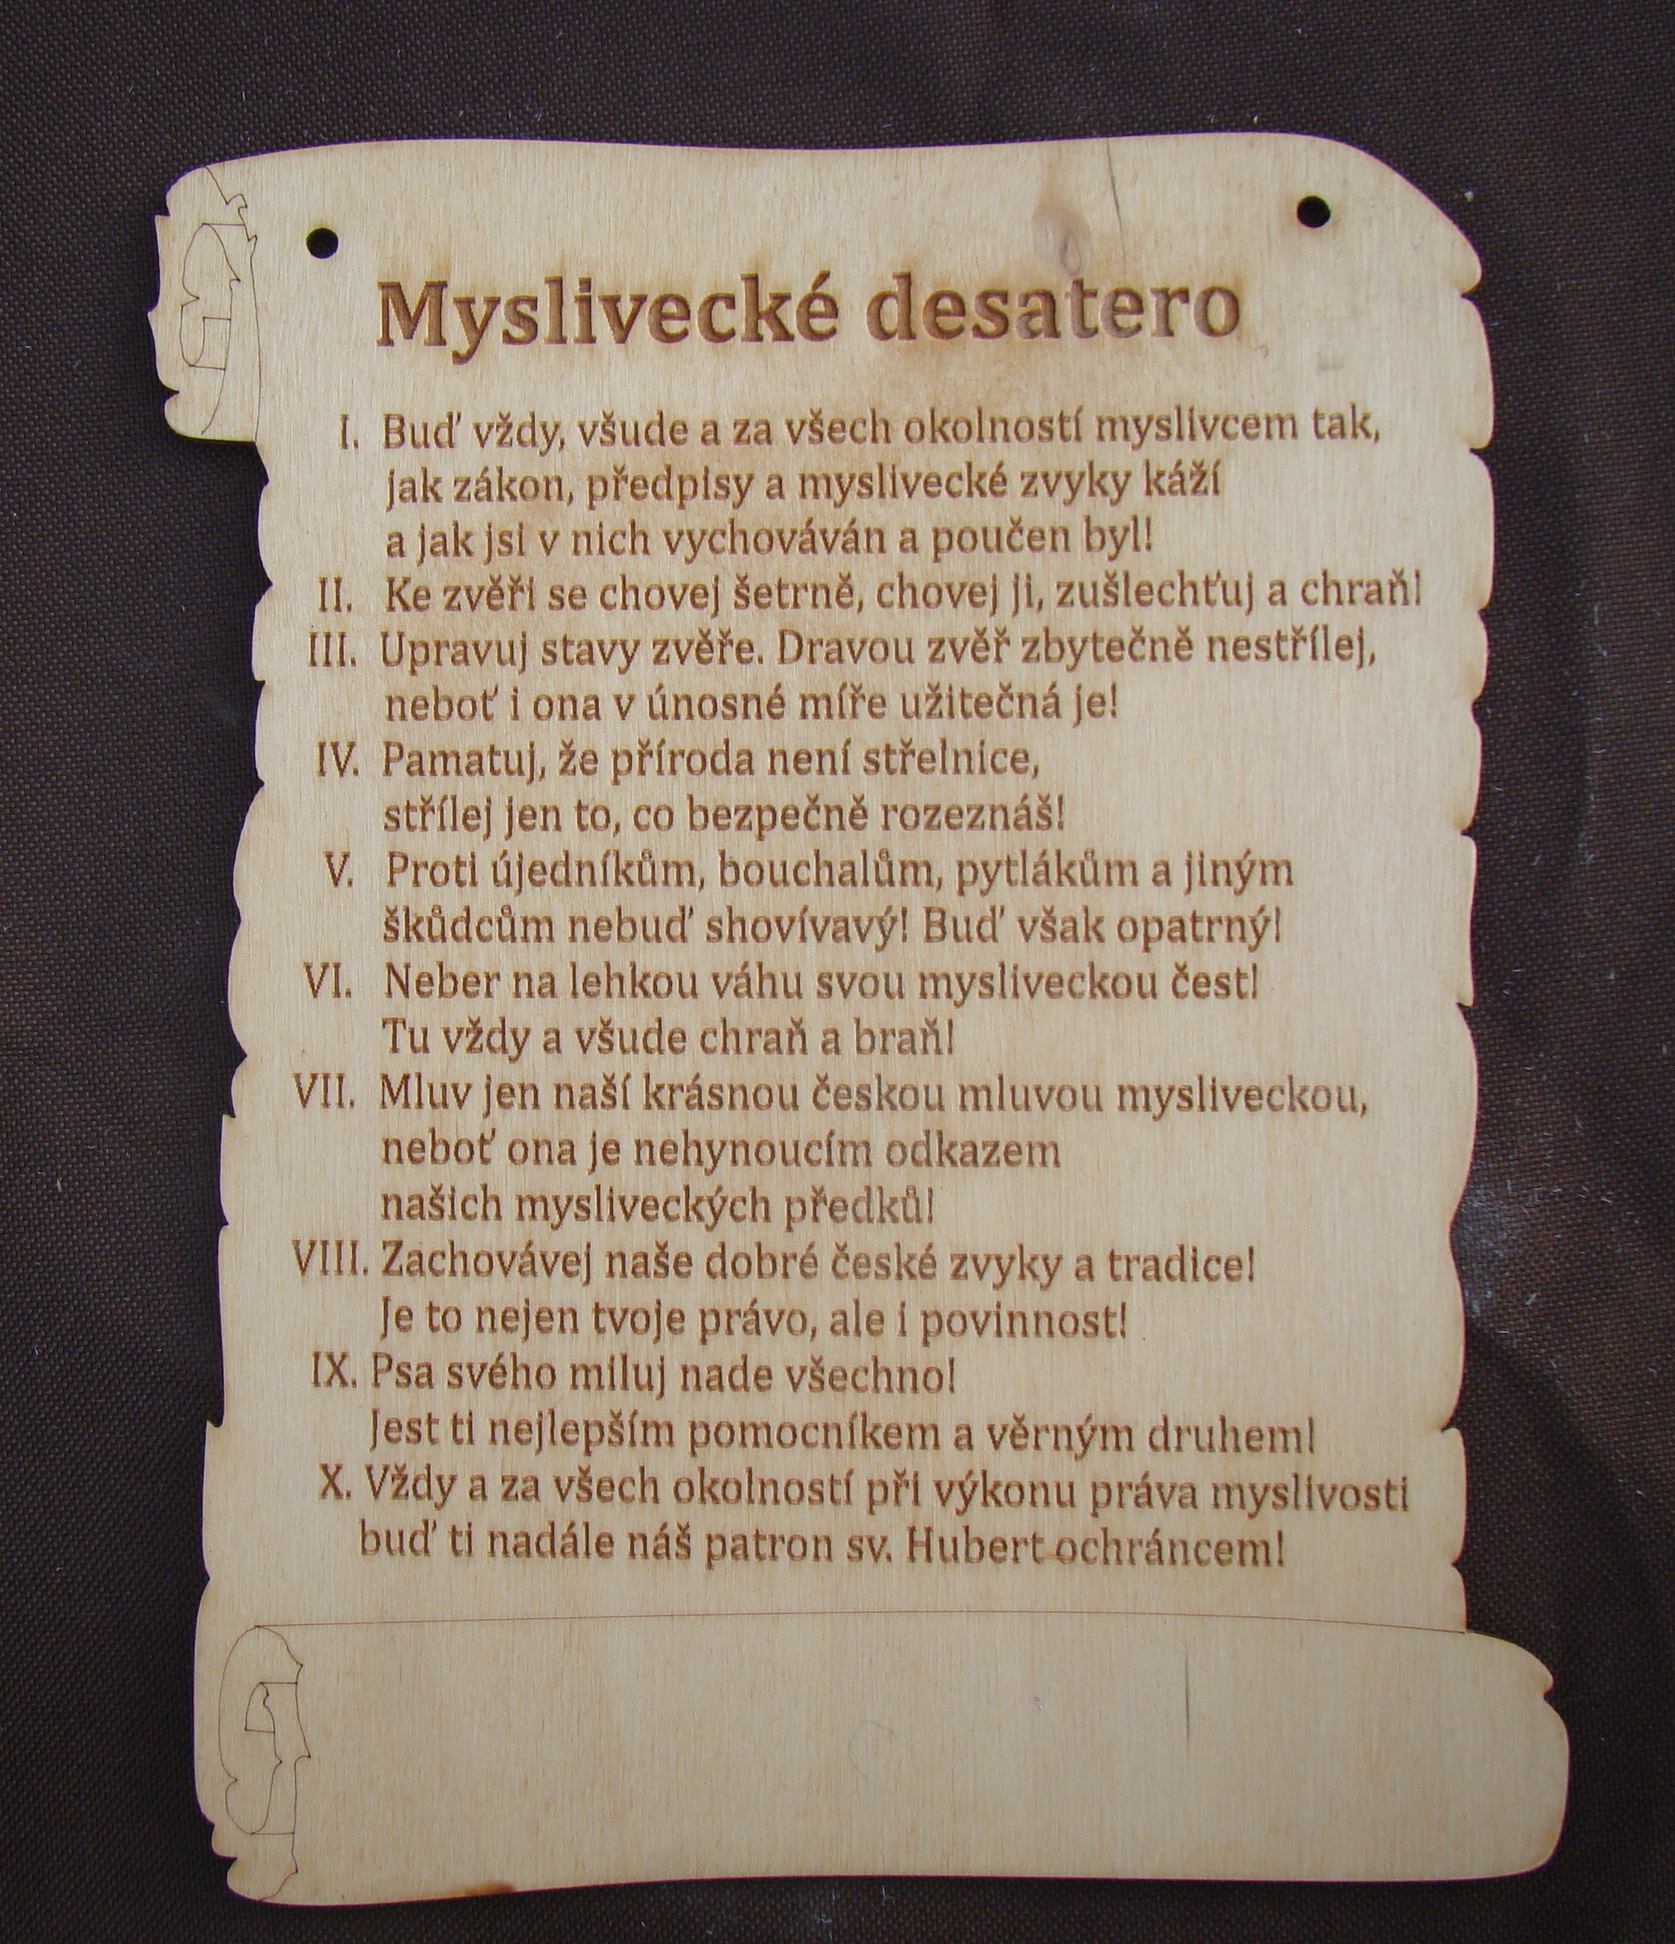 Myslivecké desatero
I. Buď vždy, všude a za všech okolností myslivcem tak,
jak zákon, předpisy a myslivecké zvyky káží
a jak jsi v nich vychováván a poučen byl!
II. Ke zvěři se chovej šetrně, chovej ji, zušlechťuj a chraň!
III. Upravuj stavy zvěře. Dravou zvěř zbytečně nestřílej,
neboť i ona v únosné míře užitečná je!
IV. Pamatuj, že příroda není střelnice,
střílej jen to, co bezpečně rozeznáš!
V. Proti újedníkům, bouchalům, pytlákům a jiným
škůdcům nebuď shovívavý! Buď však opatrný!
VI. Neber na lehkou váhu svou mysliveckou čest!
Tu vždy a všude chraň a braň!
VII. Mluv jen naší krásnou českou mluvou mysliveckou,
neboť ona je nehynoucím odkazem
našich mysliveckých předků!
VIII. Zachovávej naše dobré české zvyky a tradice!
Je to nejen tvoje právo, ale i povinnost!
IX. Psa svého miluj nade všechno!
Jest ti nejlepším pomocníkem a věrným druhem!
X. Vždy a za všech okolností při výkonu práva myslivosti
buď ti nadále náš patron sv. Hubert ochráncem!